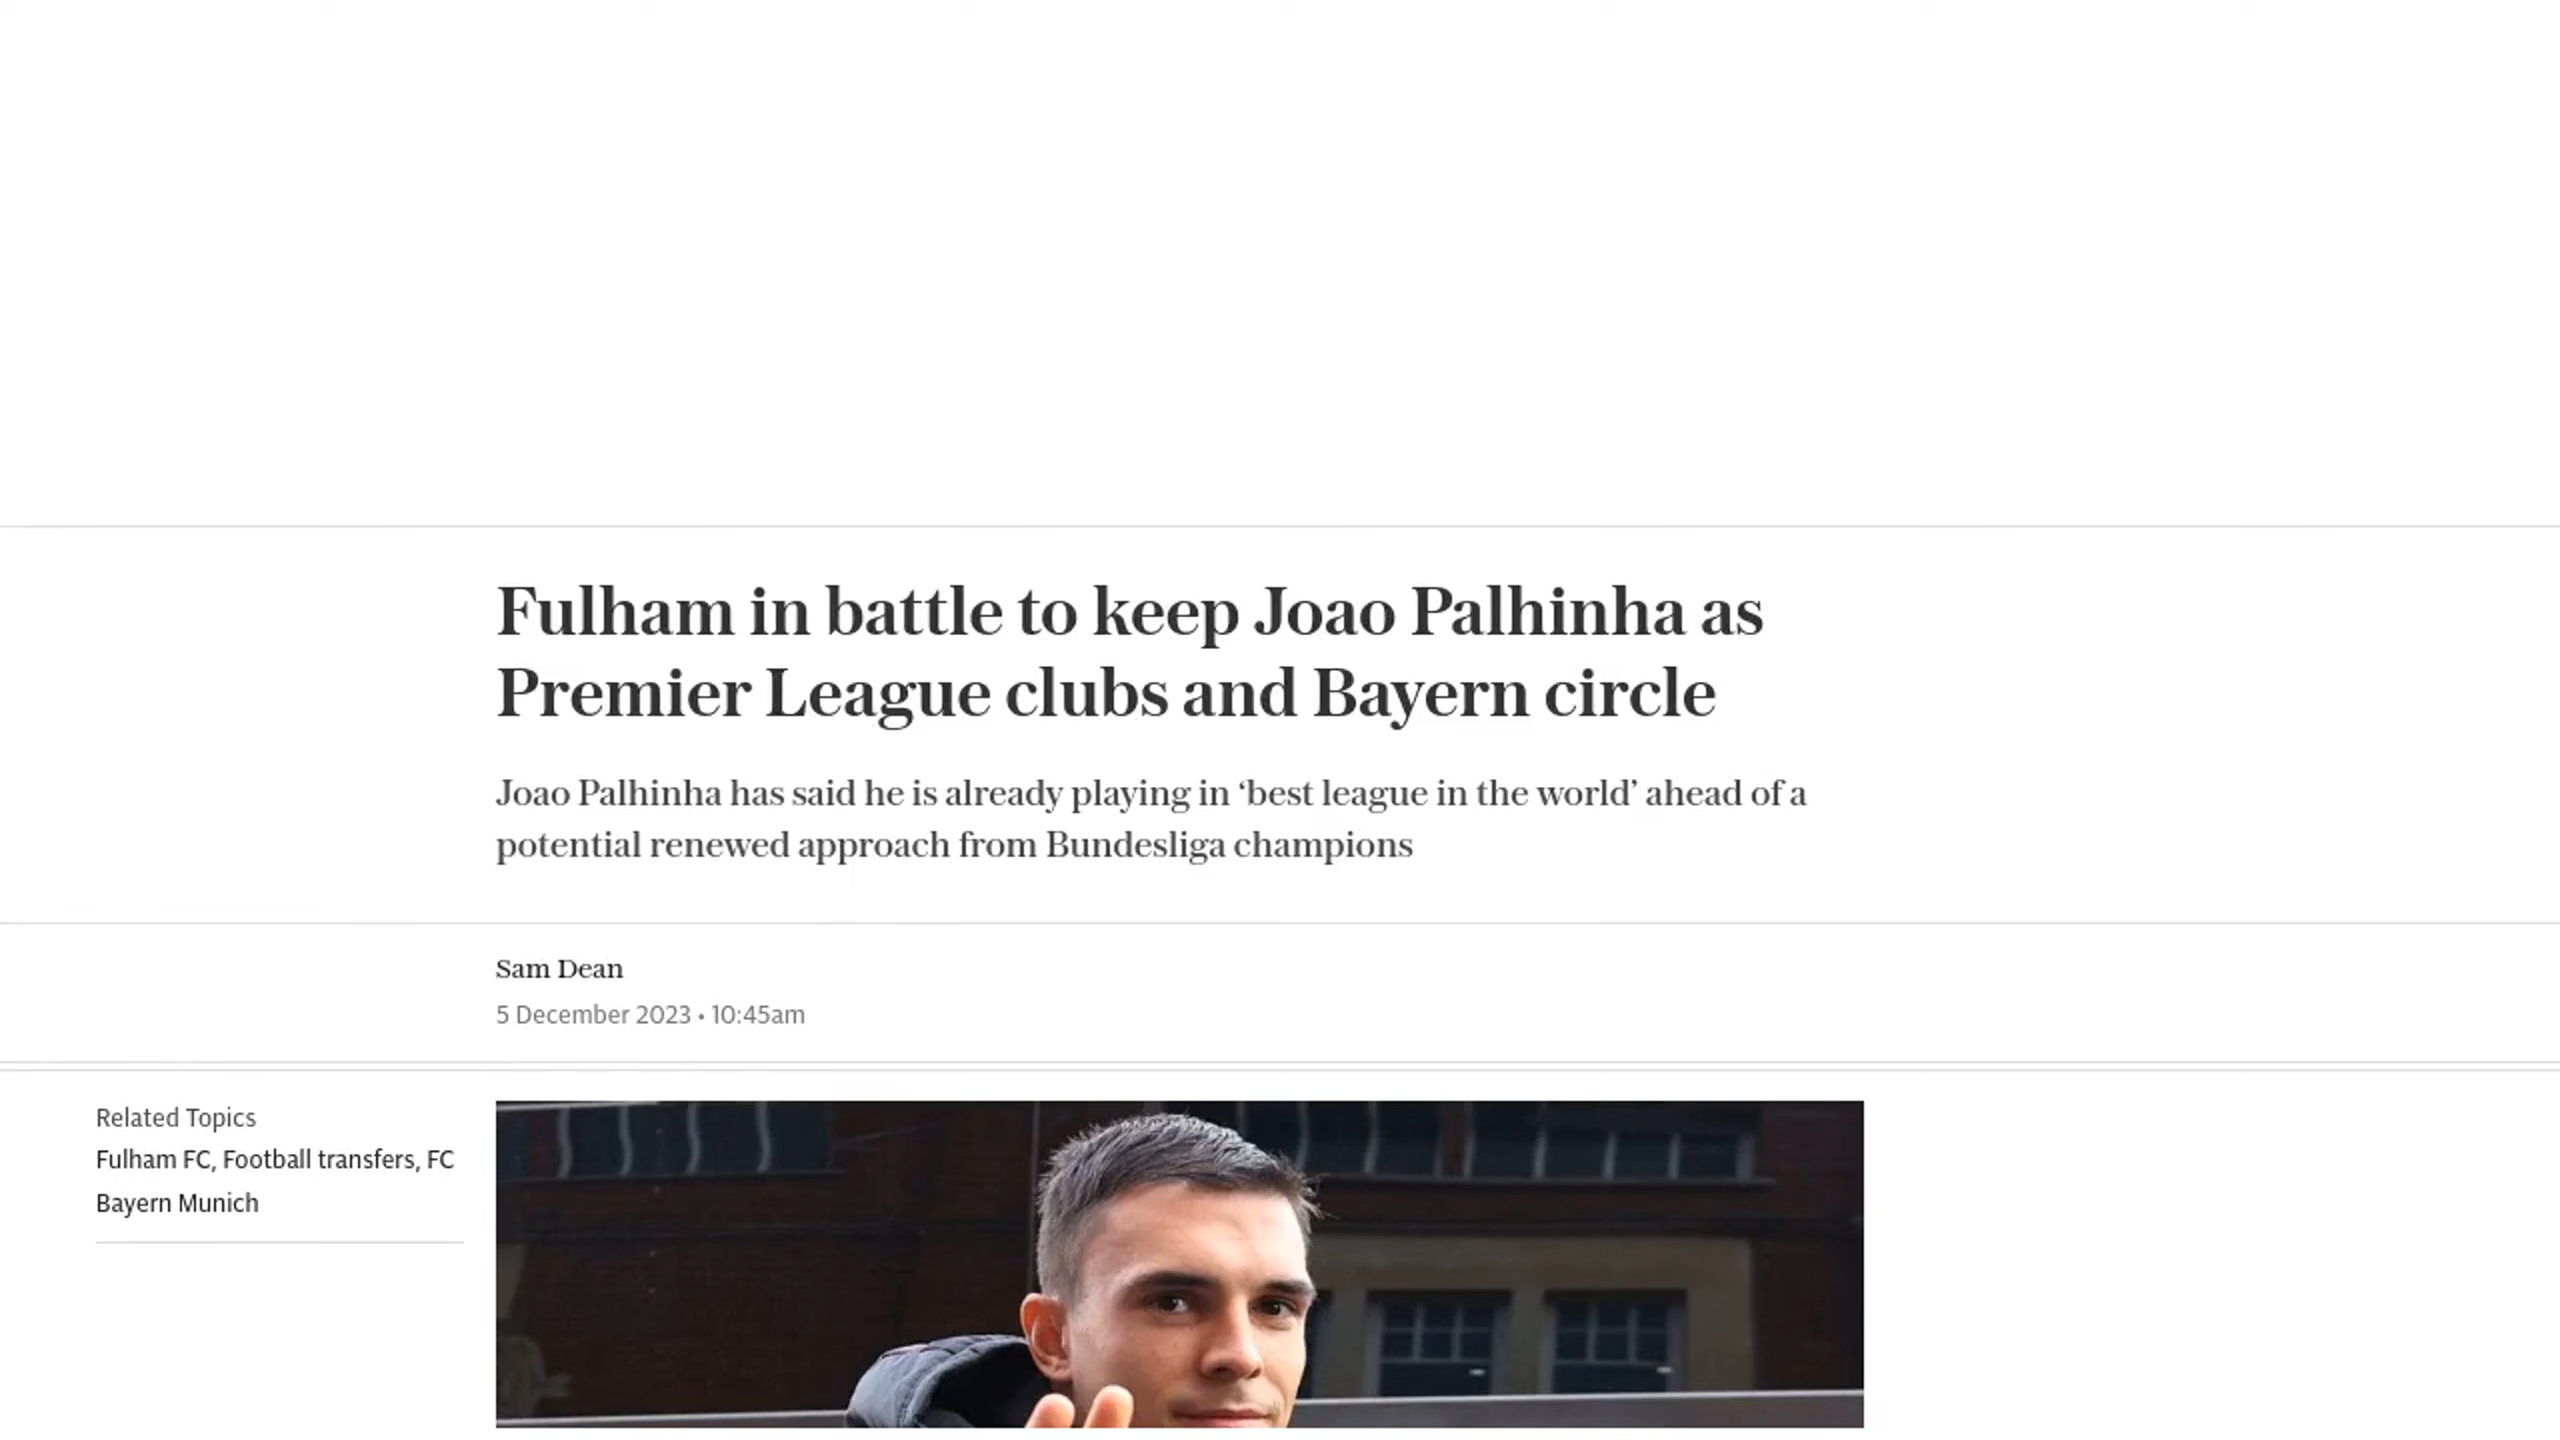 Fulham in battle to keep Joao Palhinha as
Premier League clubs and Bayern circle
Joao Palhinha has said he is already playing in ‘best league in the world’ ahead of a
potential renewed approach from Bundesliga champions
Sam Dean
5 December 2023 • 10:45am
Related Topics
Fulham FC, Football transfers, FC
Bayern Munich